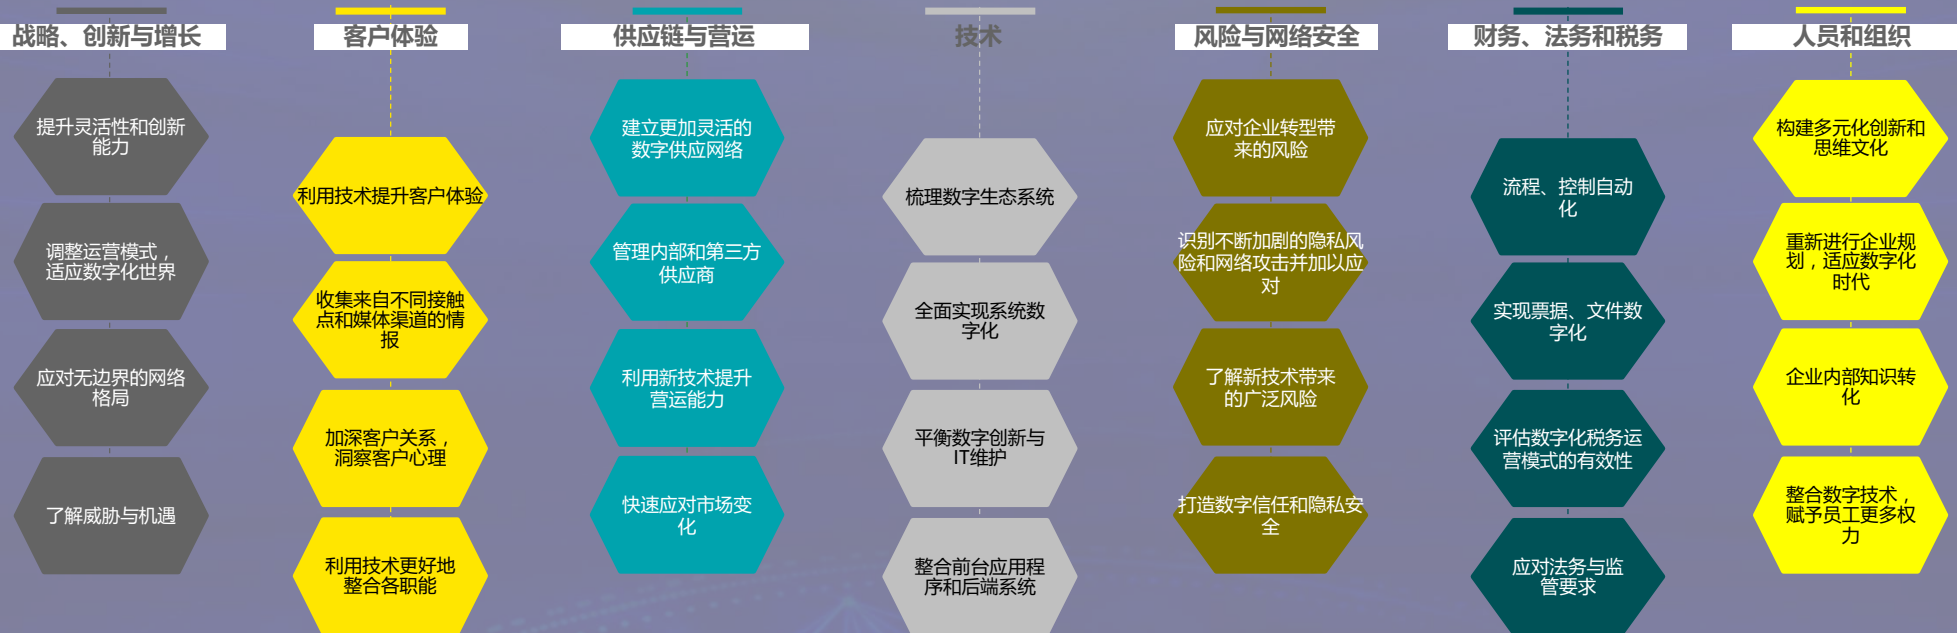 战略、创新与增长
提升灵活性和创新
能力
调整运营模式，
适应数字化世界
应对无边界的网络
格局
了解威胁与机遇
客户体验
利用技术提升客户体验
收集来自不同接触
点和媒体渠道的情
报
加深客户关系，
洞察客户心理
利用技术更好地
整合各职能
供应链与营运
建立更加灵活的
数字供应网络
管理内部和第三方
供应商
利用新技术提升
营运能力
快速应对市场变
化
技术
梳理数字生态系统
全面实现系统数
字化
平衡数字创新与
IT维护
整合前台应用程
序和后端系统
风险与网络安全
应对企业转型带
来的风险
识别不断加剧的隐私风
险和网络攻击并加以应
对
了解新技术带来
的广泛风险
打造数字信任和隐私安
全
财务、法务和税务
流程、控制自动
化
实现票据、文件数
字化
评估数字化税务运
营模式的有效性
应对法务与监
管要求
人员和组织
构建多元化创新和
思维文化
重新进行企业规
划，适应数字化
时代
企业内部知识转
化
整合数字技术，
赋予员工更多权
力